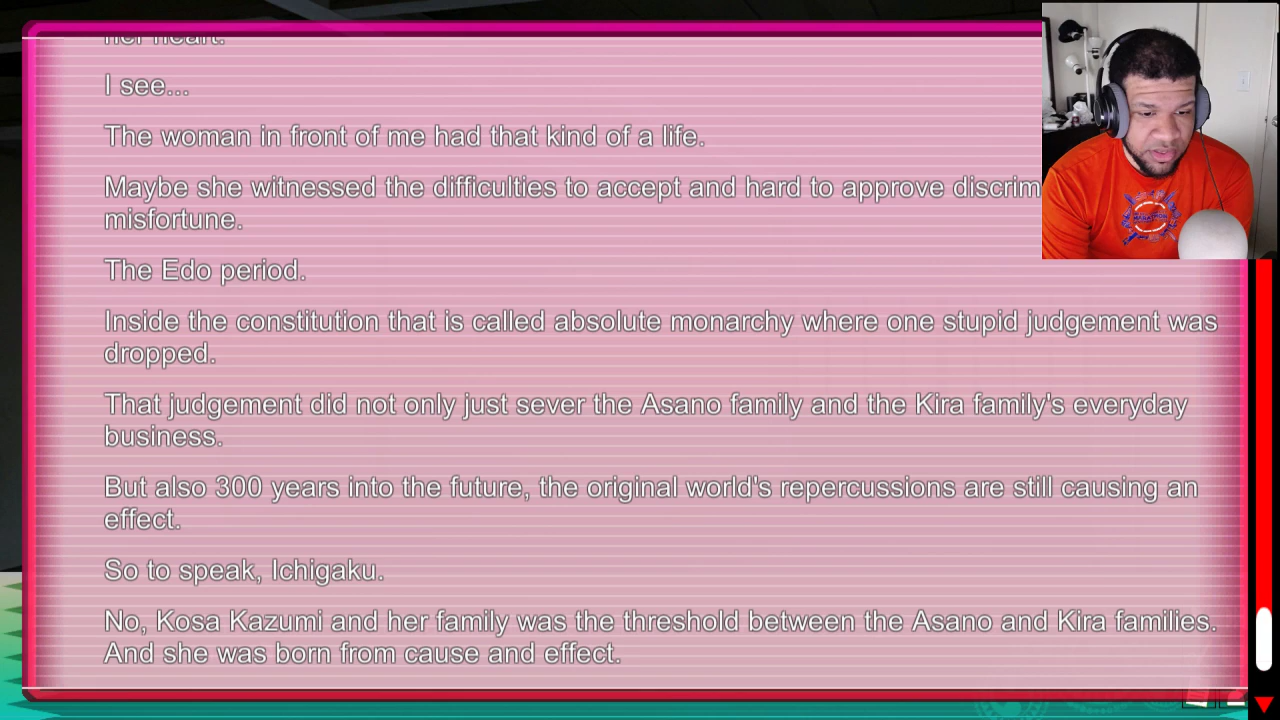 her heart.
I see...
The woman in front of me had that kind of a life.
Maybe she witnessed the difficulties to accept and hard to approve
misfortune.
The Edo period.
Inside the constitution that is called absolute monarchy where one stupid judgement was
dropped.
That judgement did not only just sever the Asano family and the Kira family's everyday
business.
But also 300 years into the future, the original world's repercussions are still causing an
effect.
So to speak, Ichigaku.
No, Kosa Kazumi and her family was the threshold between the Asano and Kira families.
And she was born from cause and effect.